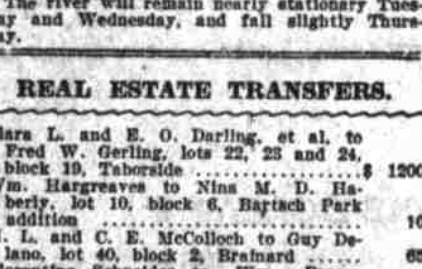 The river will remain nearly stationary Tues-
ay and Wednesday, and fall slightly Thurs-
ay.
REAL ESTATE TRANSFERS.
lara L. and E. O. Darling, et al, to
Fred W. Gerling, lots 22, 23 and 24,
block 19, Taborside .................$ 1200
/m. Hargreaves to Nina M. D. Ha-
berly, lot 10, block 6, Bartsch Park
addition ........................... 10
. L. and C. E. McColloch to Guy De-
lano, lot 40, block 2, Brainard ...... 65